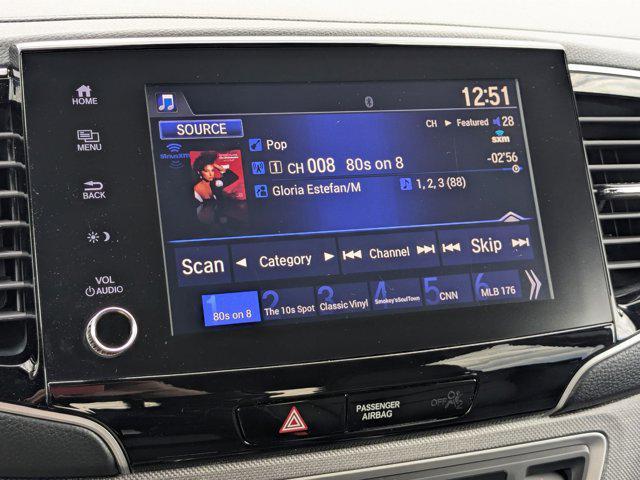 HOME
MENU
BACK
VOL
AUDIO
12:51
SOURCE
CH ► Featured 28
SiriusXM
sxm
Pop
1 CH 008 80s on 8
-02'56
Gloria Estefan/M 1, 2, 3 (88)
Scan ◄ Category ► Channel Skip
1 80s on 8
2 The 10s Spot
3 Classic Vinyl
4 Smokey'sSoulTown
5 CNN
6 MLB 176
PASSENGER
AIRBAG
OFF